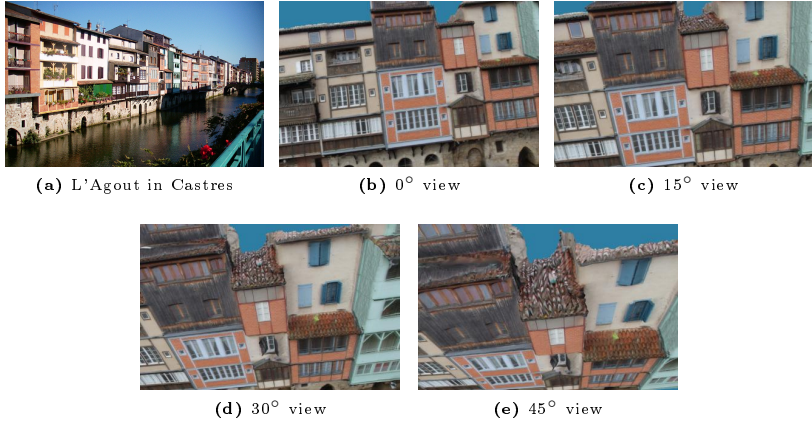 (a) L'Agout in Castres
(b) 0° view
(c) 15° view
(d) 30° view
(e) 45° view